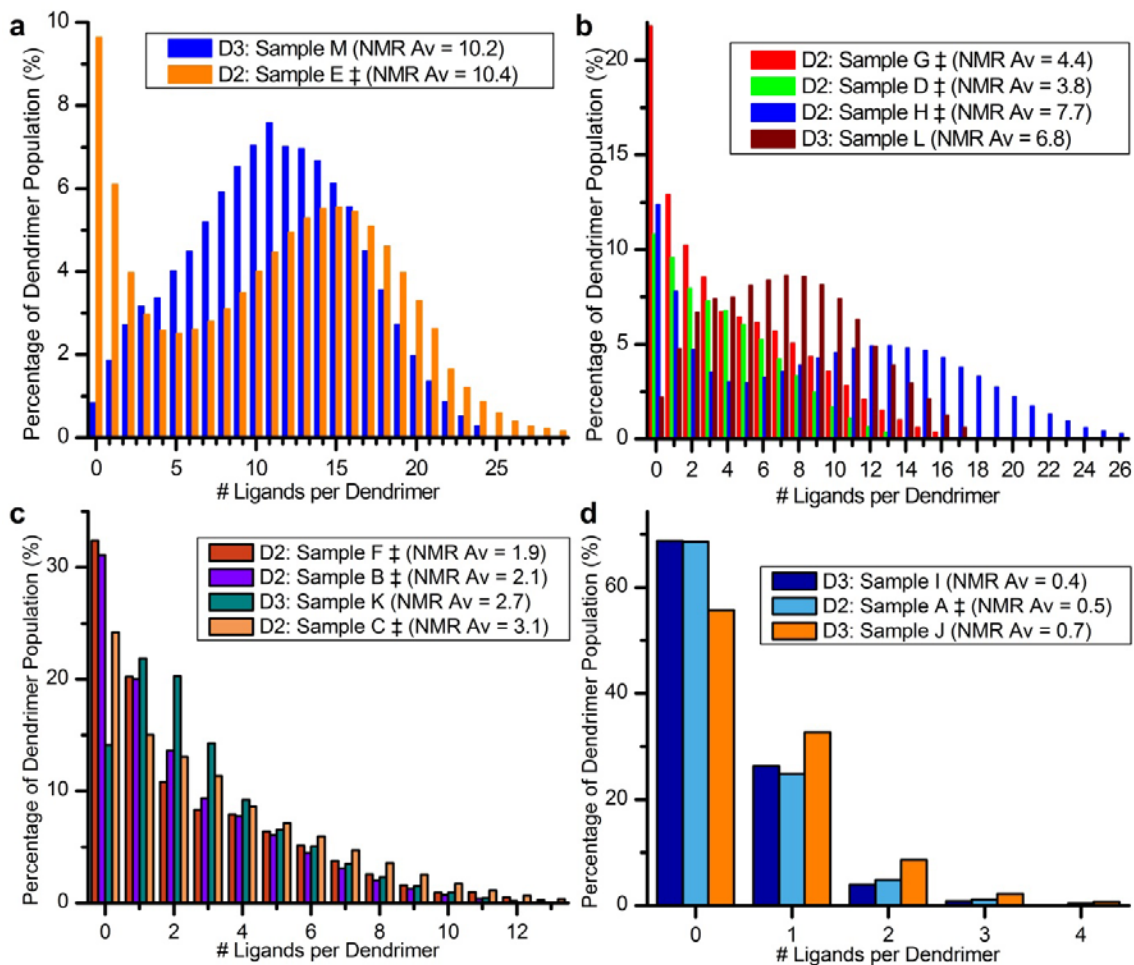 a
D3: Sample M (NMR Av = 10.2)
D2: Sample E ‡ (NMR Av = 10.4)
Percentage of Dendrimer Population (%)
10
8
6
4
2
0
0 5 10 15 20 25
# Ligands per Dendrimer
b
D2: Sample G ‡ (NMR Av = 4.4)
D2: Sample D ‡ (NMR Av = 3.8)
D2: Sample H ‡ (NMR Av = 7.7)
D3: Sample L (NMR Av = 6.8)
Percentage of Dendrimer Population (%)
20
15
10
5
0
0 2 4 6 8 10 12 14 16 18 20 22 24 26
# Ligands per Dendrimer
c
D2: Sample F ‡ (NMR Av = 1.9)
D2: Sample B ‡ (NMR Av = 2.1)
D3: Sample K (NMR Av = 2.7)
D2: Sample C ‡ (NMR Av = 3.1)
Percentage of Dendrimer Population (%)
30
20
10
0
0 2 4 6 8 10 12
# Ligands per Dendrimer
d
D3: Sample I (NMR Av = 0.4)
D2: Sample A ‡ (NMR Av = 0.5)
D3: Sample J (NMR Av = 0.7)
Percentage of Dendrimer Population (%)
60
40
20
0
0 1 2 3 4
# Ligands per Dendrimer